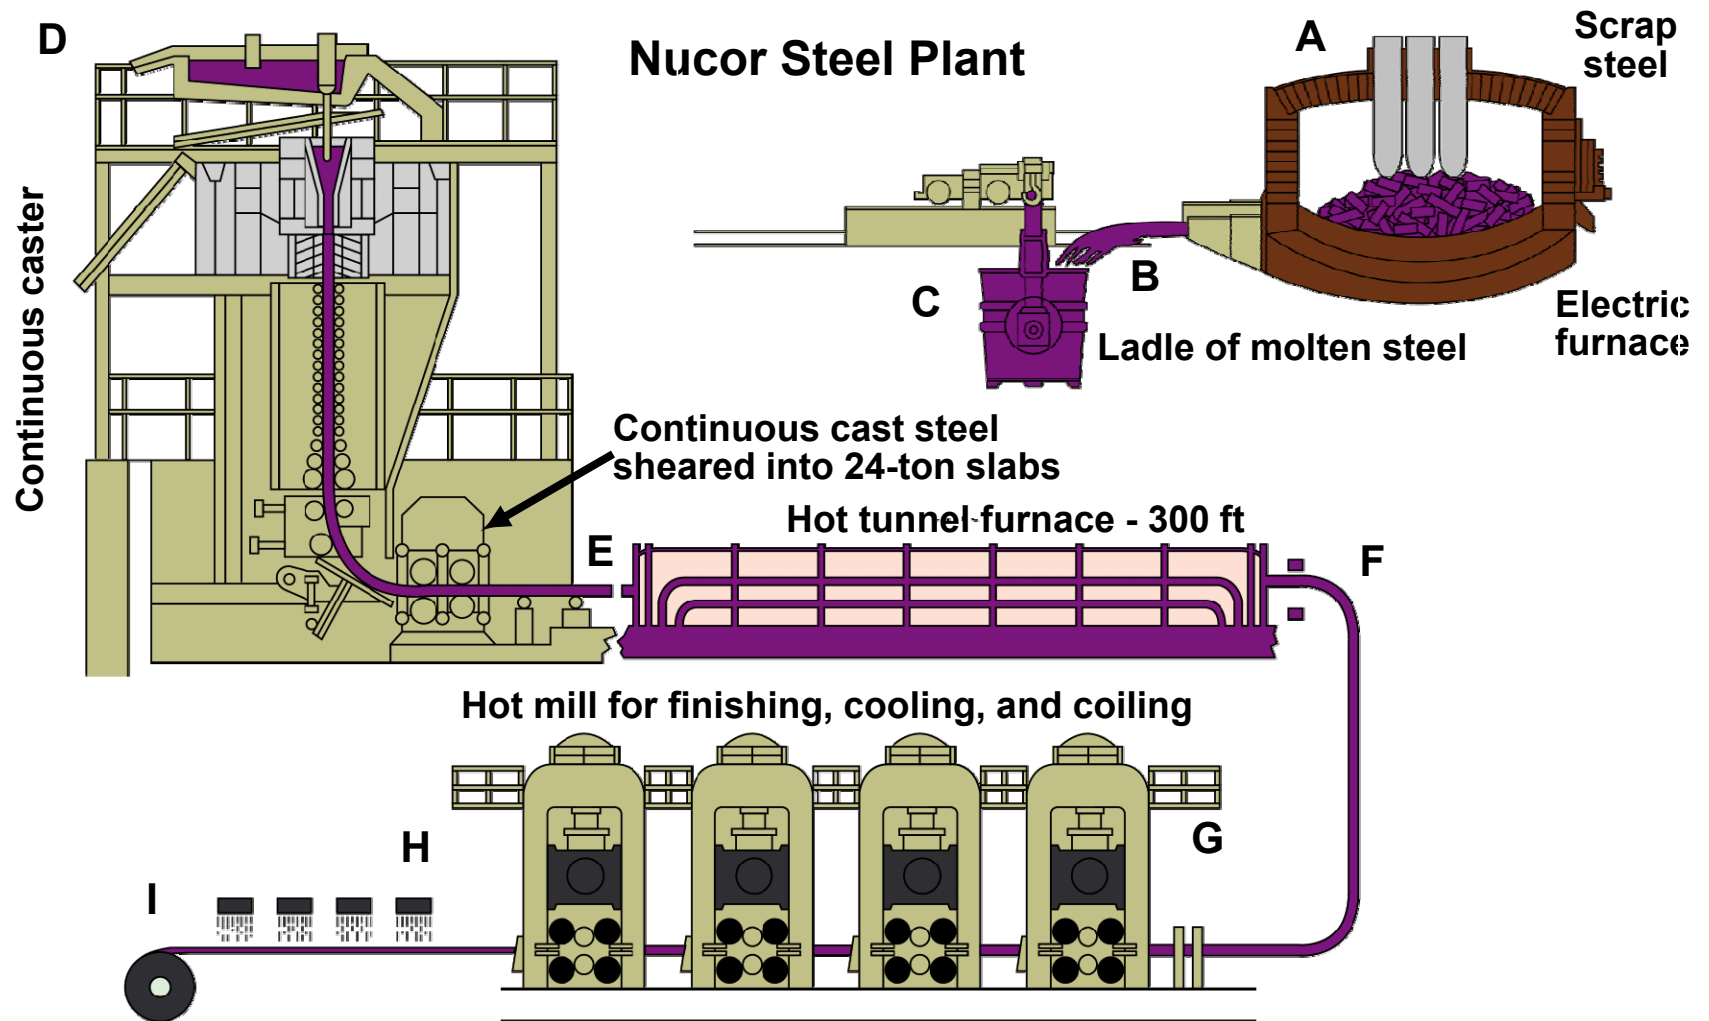 D
Nucor Steel Plant
A
Scrap
steel
Continuous caster
B
C
Ladle of molten steel
Electric
furnace
Continuous cast steel
sheared into 24-ton slabs
Hot tunnel furnace - 300 ft
E
F
Hot mill for finishing, cooling, and coiling
G
H
I